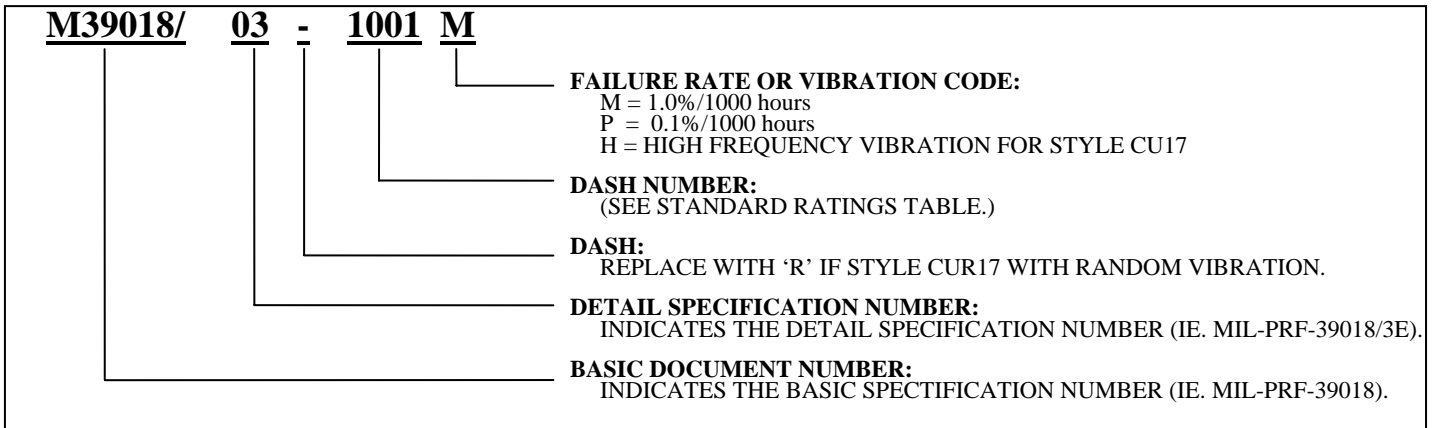 M39018/ 03 - 1001 M
FAILURE RATE OR VIBRATION CODE:
M = 1.0%/1000 hours
P = 0.1%/1000 hours
H = HIGH FREQUENCY VIBRATION FOR STYLE CU17
DASH NUMBER:
(SEE STANDARD RATINGS TABLE.)
DASH:
REPLACE WITH ‘R’ IF STYLE CUR17 WITH RANDOM VIBRATION.
DETAIL SPECIFICATION NUMBER:
INDICATES THE DETAIL SPECIFICATION NUMBER (IE. MIL-PRF-39018/3E).
BASIC DOCUMENT NUMBER:
INDICATES THE BASIC SPECTIFICATION NUMBER (IE. MIL-PRF-39018).